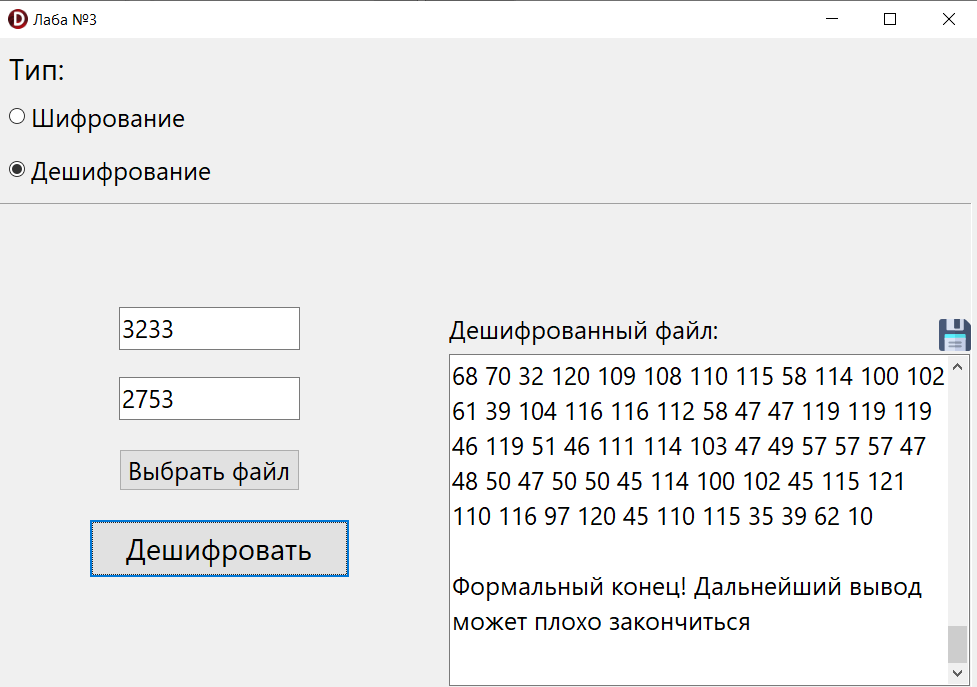 Лаба №3
Тип:
Шифрование
Дешифрование
3233
2753
Выбрать файл
Дешифровать
Дешифрованный файл:
68 70 32 120 109 108 110 115 58 114 100 102
61 39 104 116 116 112 58 47 47 119 119 119
46 119 51 46 111 114 103 47 49 57 57 57 47
48 50 47 50 50 45 114 100 102 45 115 121
110 116 97 120 45 110 115 35 39 62 10
Формальный конец! Дальнейший вывод
может плохо закончиться